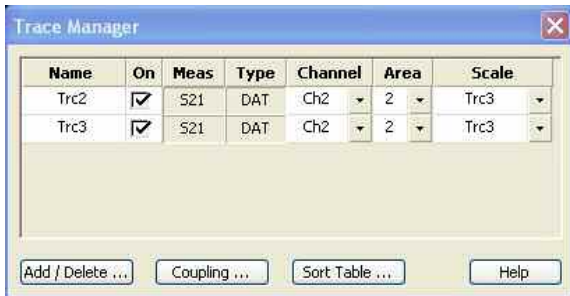 Trace Manager
Name On Meas Type Channel Area Scale
Trc2 S21 DAT Ch2 2 Trc3
Trc3 S21 DAT Ch2 2 Trc3
Add / Delete ... Coupling ... Sort Table ... Help